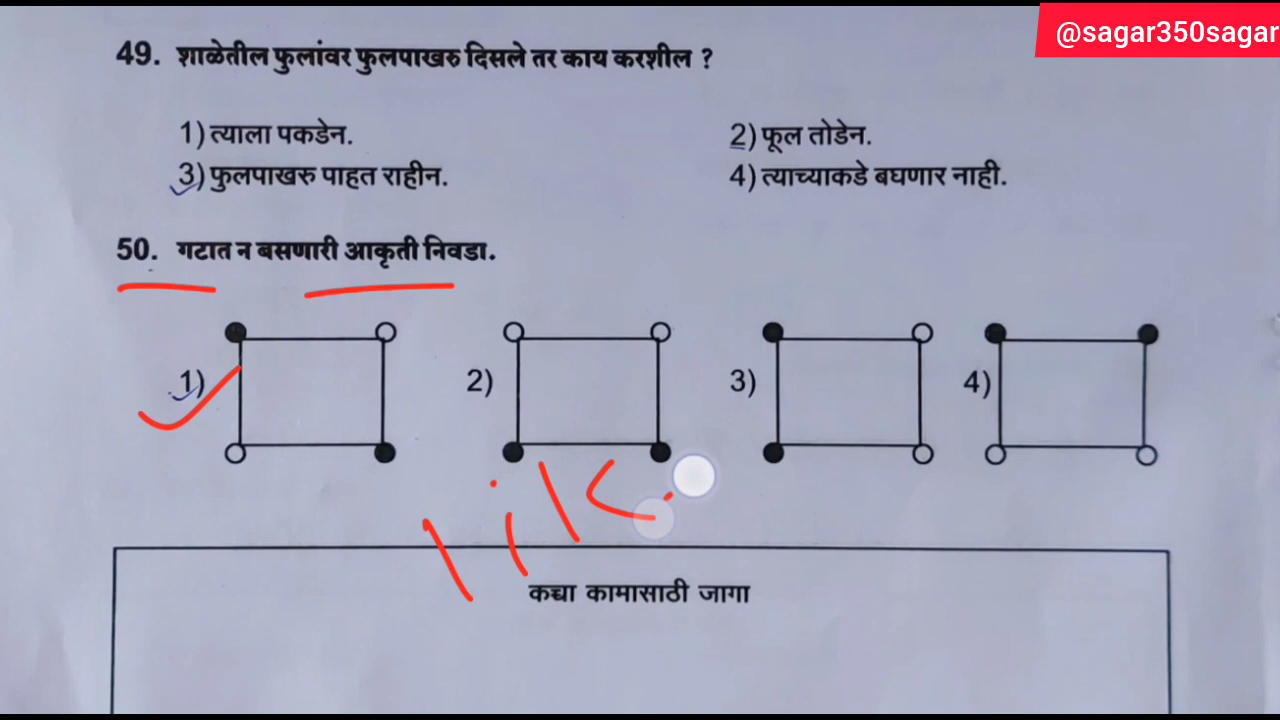 @sagar350sagar
49. शाळेतील फुलांवर फुलपाखरु दिसले तर काय करशील ?
1) त्याला पकडेन. 2) फूल तोडेन.
3) फुलपाखरु पाहत राहीन. 4) त्याच्याकडे बघणार नाही.
50. गटात न बसणारी आकृती निवडा.
1) 2) 3) 4)
कच्चा कामासाठी जागा